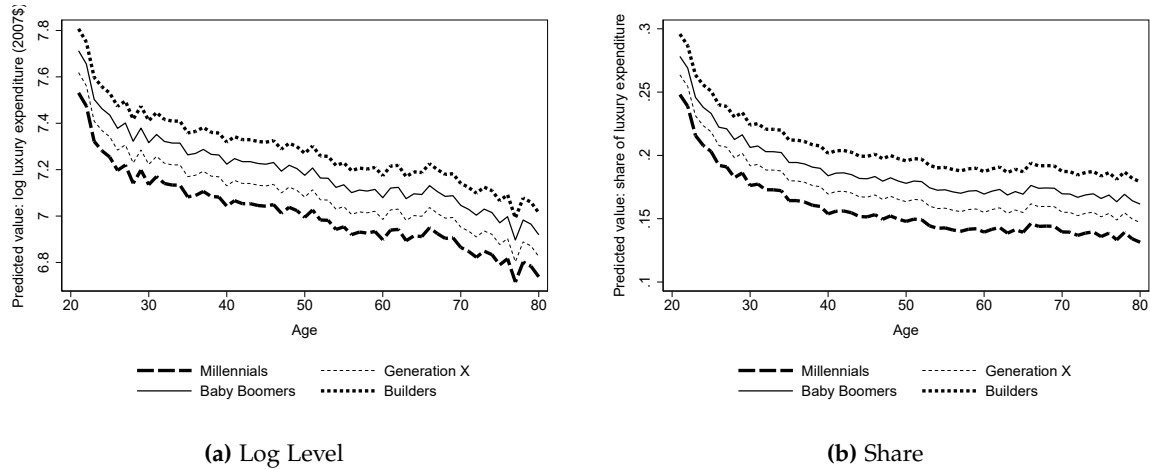 Predicted value: log luxury expenditure (2007$)
7.8
7.6
7.4
7.2
7
6.8
20 30 40 50 60 70 80
Age
Millennials Generation X
Baby Boomers Builders
(a) Log Level
Predicted value: share of luxury expenditure
.3
.25
.2
.15
.1
20 30 40 50 60 70 80
Age
Millennials Generation X
Baby Boomers Builders
(b) Share